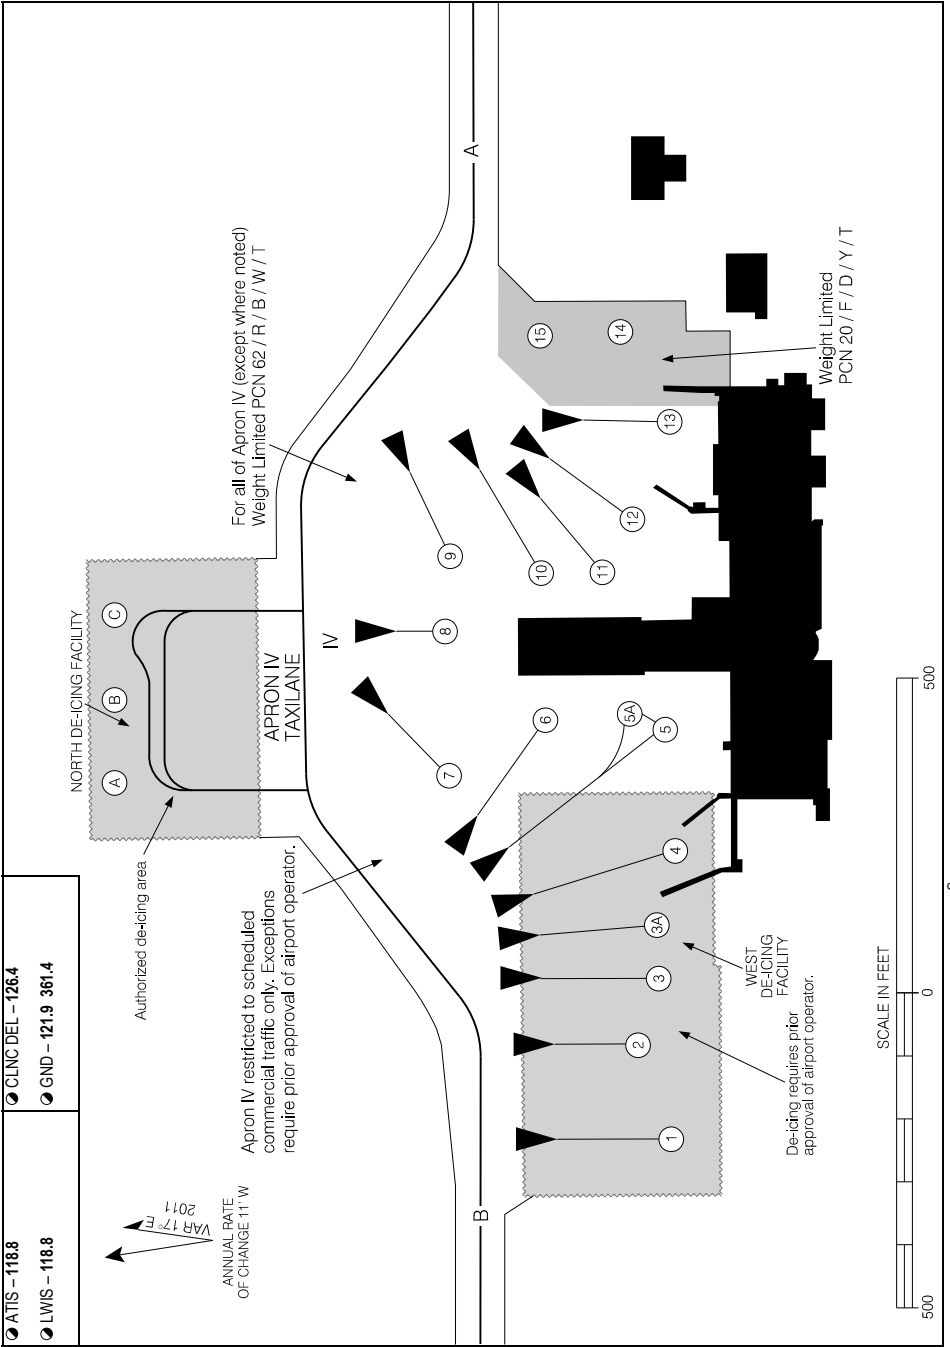 ATIS – 118.8
CLNC DEL – 126.4
LWIS – 118.8
GND – 121.9 361.4
VAR 17° E
2011
ANNUAL RATE
OF CHANGE 11' W
NORTH DE-ICING FACILITY
A
B
C
Authorized de-icing area
For all of Apron IV (except where noted)
Weight Limited PCN 62 / R / B / W / T
APRON IV
TAXILANE
IV
Apron IV restricted to scheduled
commercial traffic only. Exceptions
require prior approval of airport operator.
B
A
1
2
3
3A
4
5
5A
6
7
8
9
10
11
12
13
14
15
Weight Limited
PCN 20 / F / D / Y / T
WEST
DE-ICING
FACILITY
De-icing requires prior
approval of airport operator.
SCALE IN FEET
500
0
500